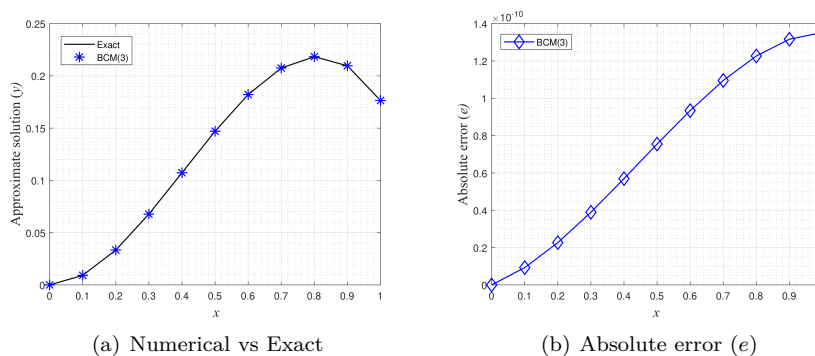 0.25
0.2
0.15
0.1
0.05
0
Approximate solution (y)
Exact
BCM(3)
0 0.1 0.2 0.3 0.4 0.5 0.6 0.7 0.8 0.9 1
x
(a) Numerical vs Exact
×10-10
1.4
1.2
1
0.8
0.6
0.4
0.2
0
Absolute error (e)
BCM(3)
0 0.1 0.2 0.3 0.4 0.5 0.6 0.7 0.8 0.9
x
(b) Absolute error (e)